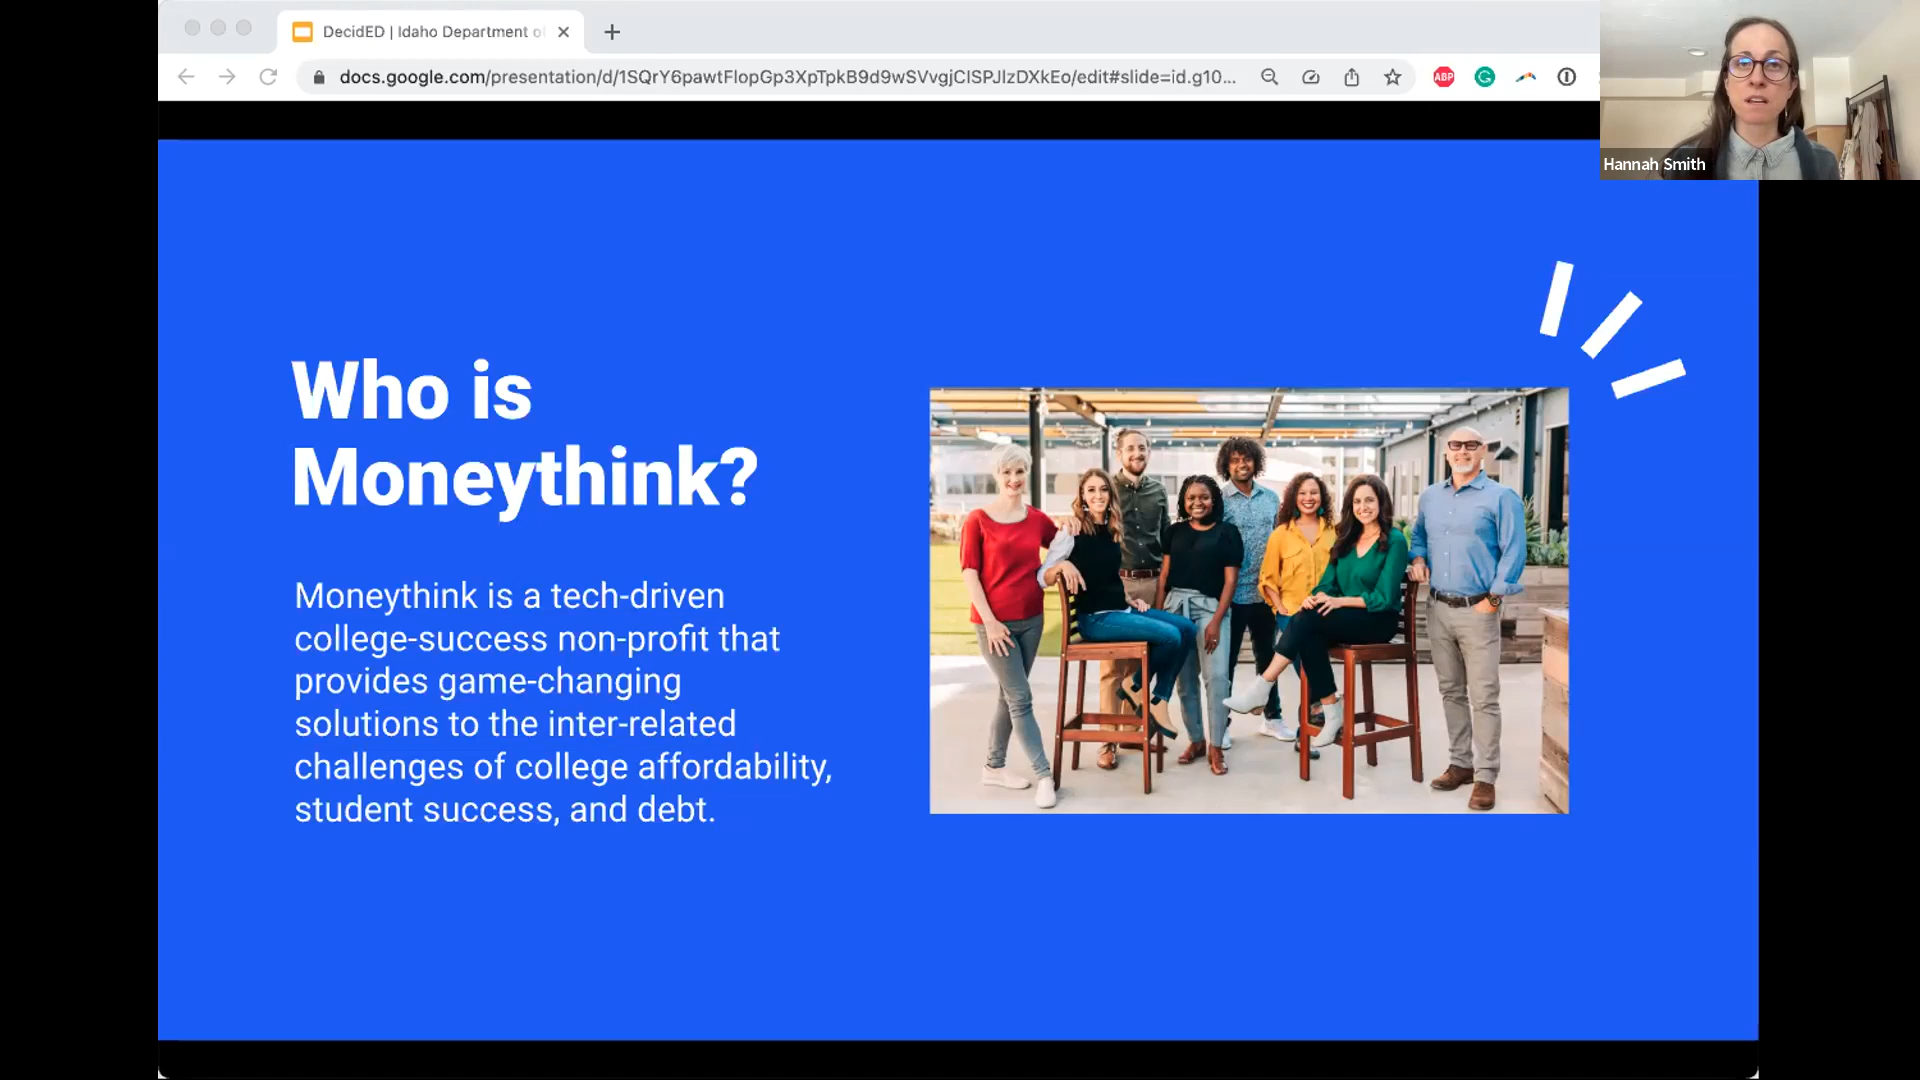 DecidED | Idaho Department o
docs.google.com/presentation/d/1SQrY6pawtFlopGp3XpTpkB9d9wSVvgjClSPJlzDXkEo/edit#slide=id.g10...
ABP
Hannah Smith
Who is
Moneythink?
Moneythink is a tech-driven
college-success non-profit that
provides game-changing
solutions to the inter-related
challenges of college affordability,
student success, and debt.